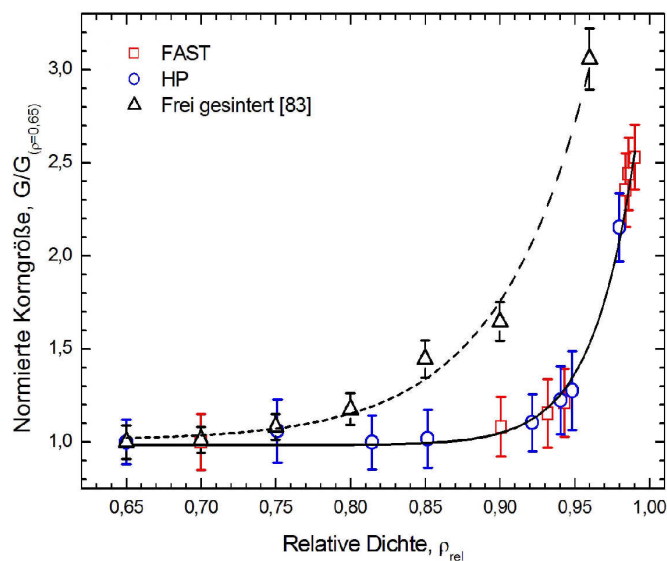 Normierte Korngröße, G/G(ρ=0,65)
3,0
2,5
2,0
1,5
1,0
FAST
HP
Frei gesintert [83]
0,65 0,70 0,75 0,80 0,85 0,90 0,95 1,00
Relative Dichte, ρrel